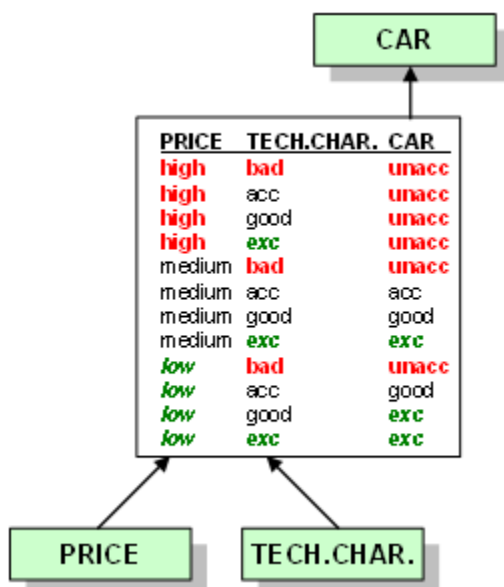 CAR
PRICE TECH.CHAR. CAR
high bad unacc
high acc unacc
high good unacc
high exc unacc
medium bad unacc
medium acc acc
medium good good
medium exc exc
low bad unacc
low acc good
low good exc
low exc exc
PRICE TECH.CHAR.